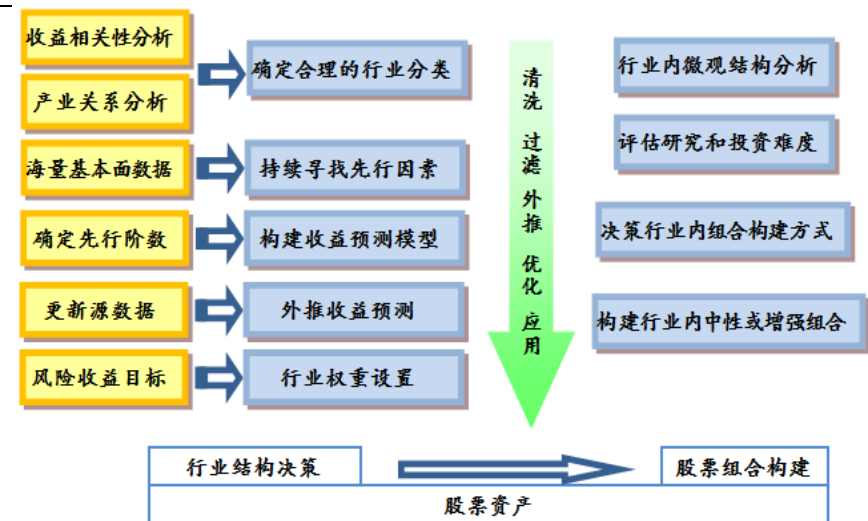 收益相关性分析
产业关系分析
确定合理的行业分类
海量基本面数据
持续寻找先行因素
确定先行阶数
构建收益预测模型
更新源数据
外推收益预测
风险收益目标
行业权重设置
清洗
过滤
外推
优化
应用
行业内微观结构分析
评估研究和投资难度
决策行业内组合构建方式
构建行业内中性或增强组合
行业结构决策
股票组合构建
股票资产